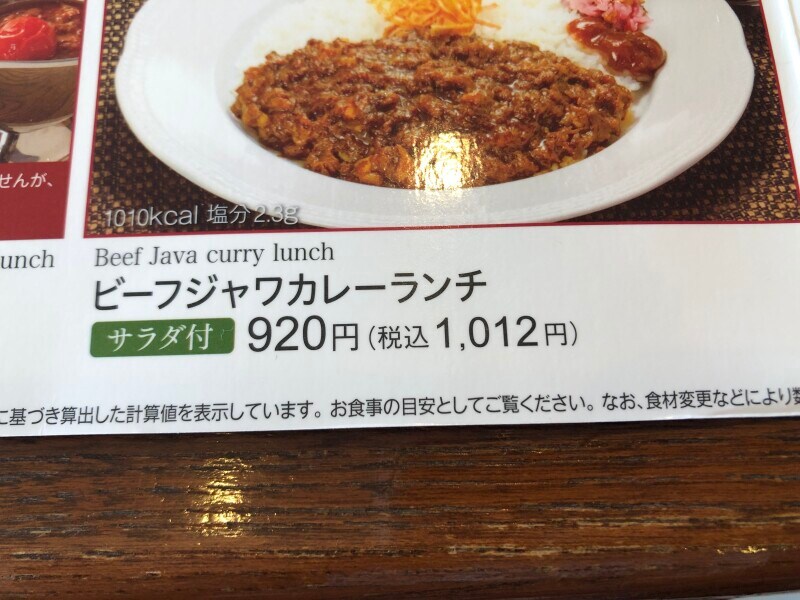 せんが、
1010kcal 塩分2.3g
unch
Beef Java curry lunch
ビーフジャワカレーランチ
サラダ付 920円(税込1,012円)
に基づき算出した計算値を表示しています。お食事の目安としてご覧ください。なお、食材変更などにより